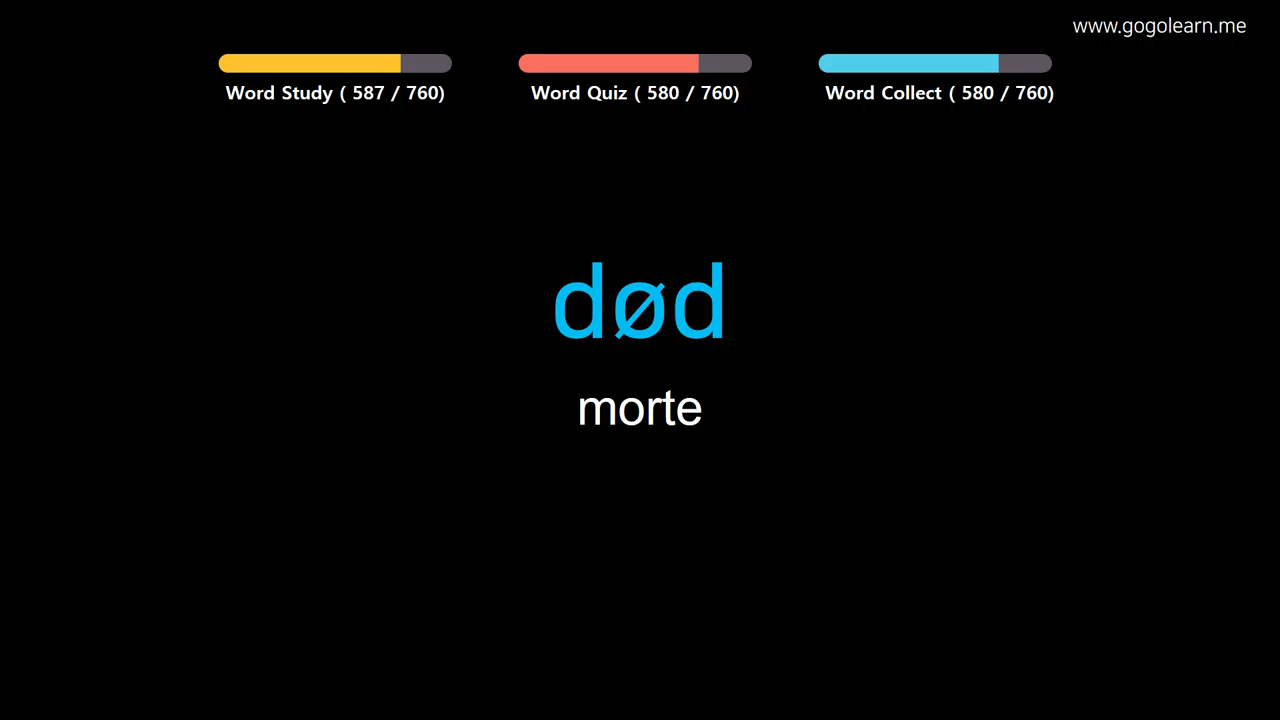 www.gogolearn.me
Word Study ( 587 / 760)
Word Quiz ( 580 / 760)
Word Collect ( 580 / 760)
død
morte